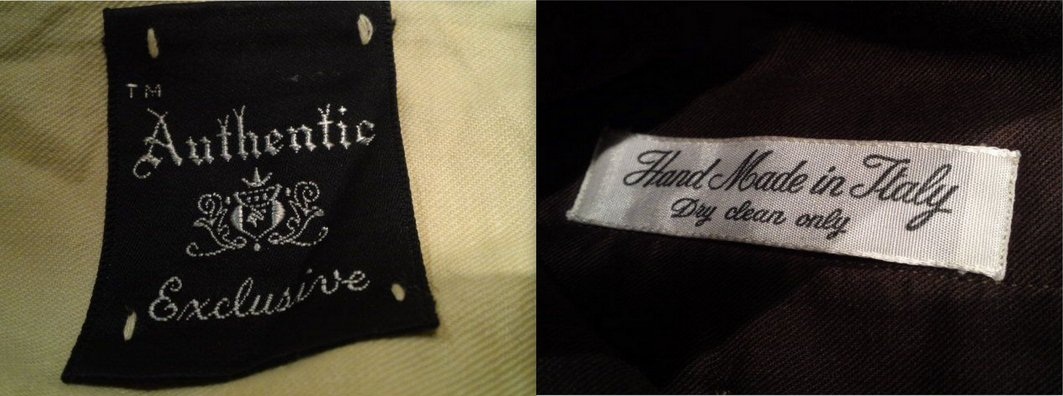 TM
Authentic
Exclusive
Hand Made in Italy
Dry clean only